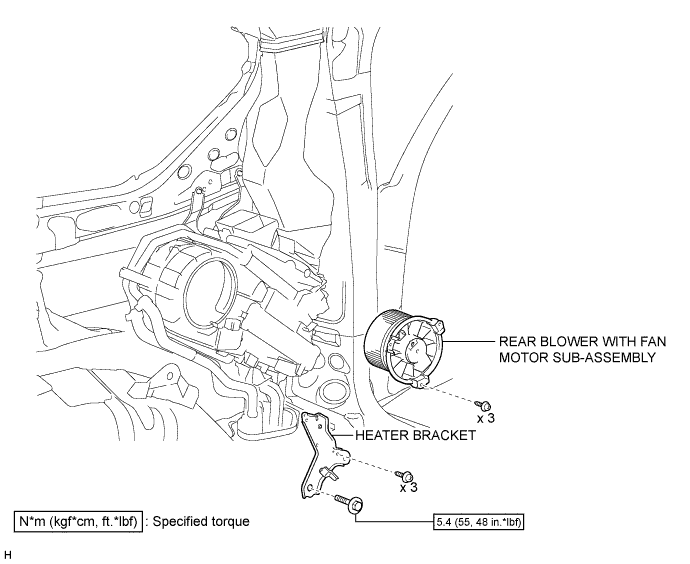 REAR BLOWER WITH FAN
MOTOR SUB-ASSEMBLY
x 3
HEATER BRACKET
x 3
N*m (kgf*cm, ft.*lbf) : Specified torque
5.4 (55, 48 in.*lbf)
H